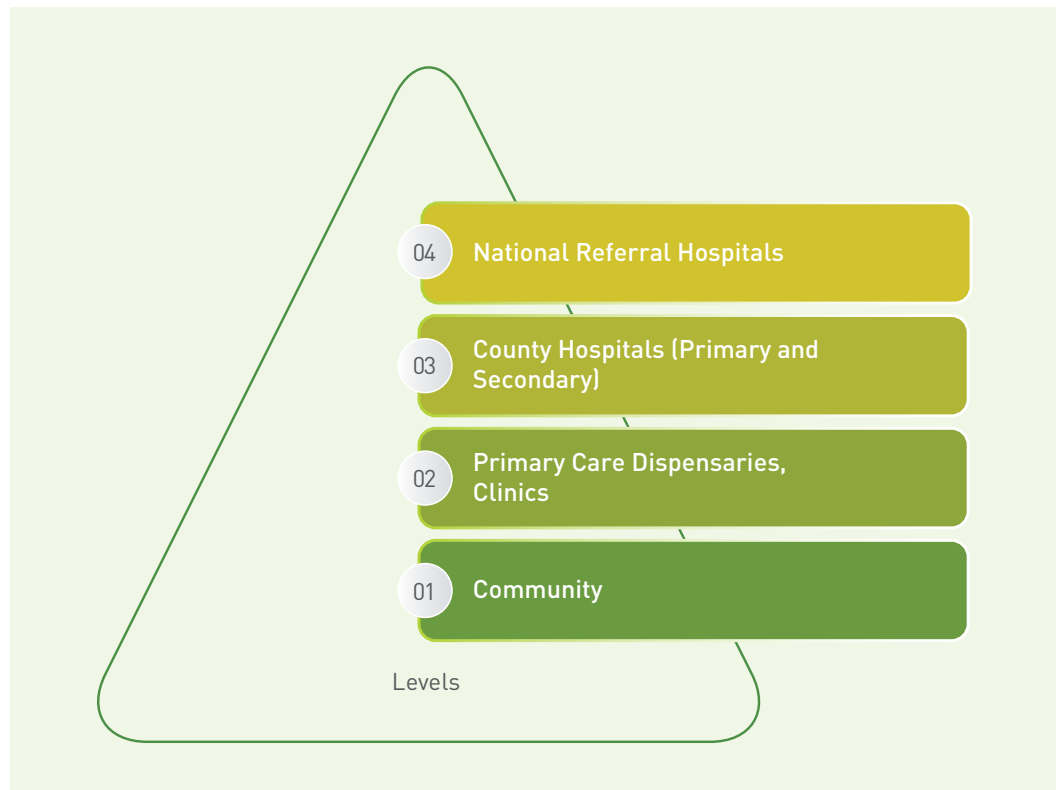 04
National Referral Hospitals
03
County Hospitals (Primary and
Secondary)
02
Primary Care Dispensaries,
Clinics
01
Community
Levels